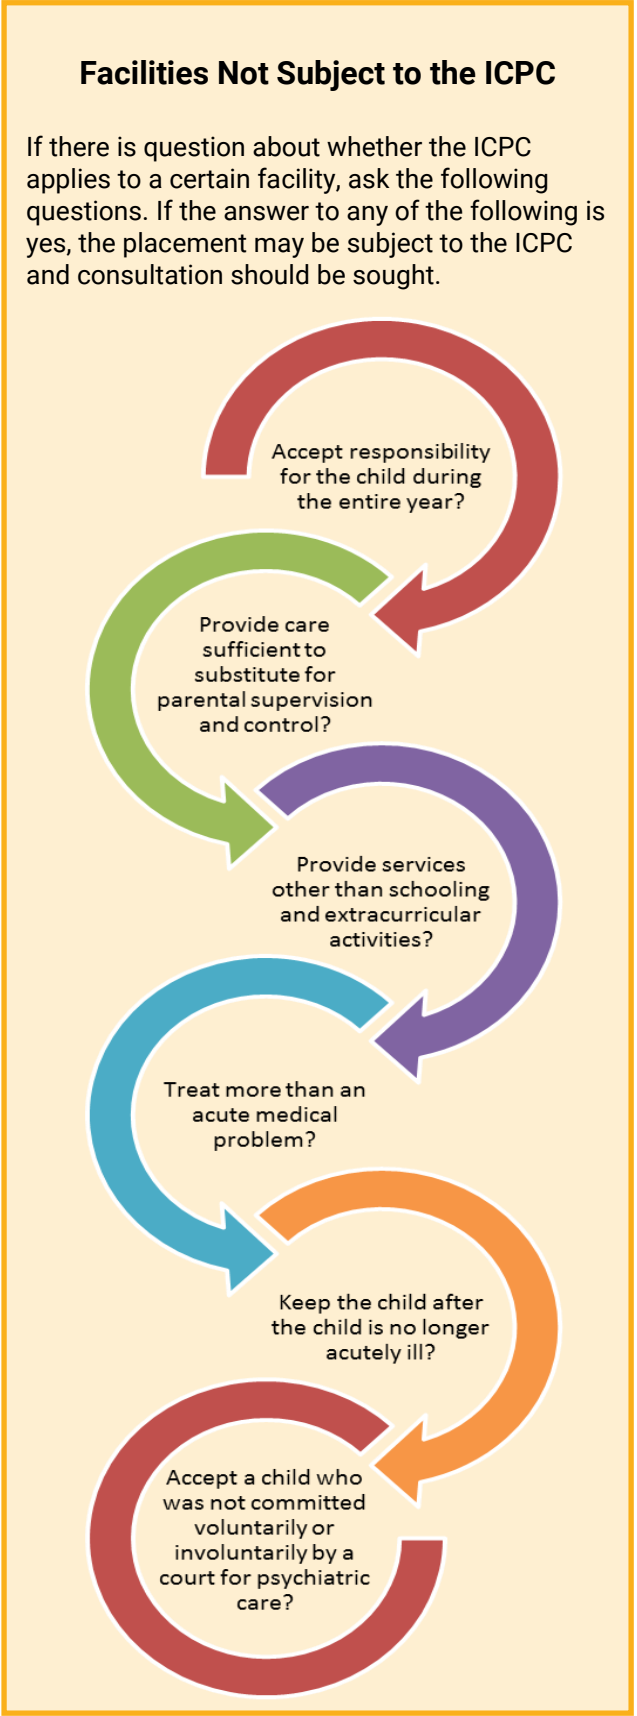 Facilities Not Subject to the ICPC
If there is question about whether the ICPC
applies to a certain facility, ask the following
questions. If the answer to any of the following is
yes, the placement may be subject to the ICPC
and consultation should be sought.
Accept responsibility
for the child during
the entire year?
Provide care
sufficient to
substitute for
parental supervision
and control?
Provide services
other than schooling
and extracurricular
activities?
Treat more than an
acute medical
problem?
Keep the child after
the child is no longer
acutely ill?
Accept a child who
was not committed
voluntarily or
involuntarily by a
court for psychiatric
care?